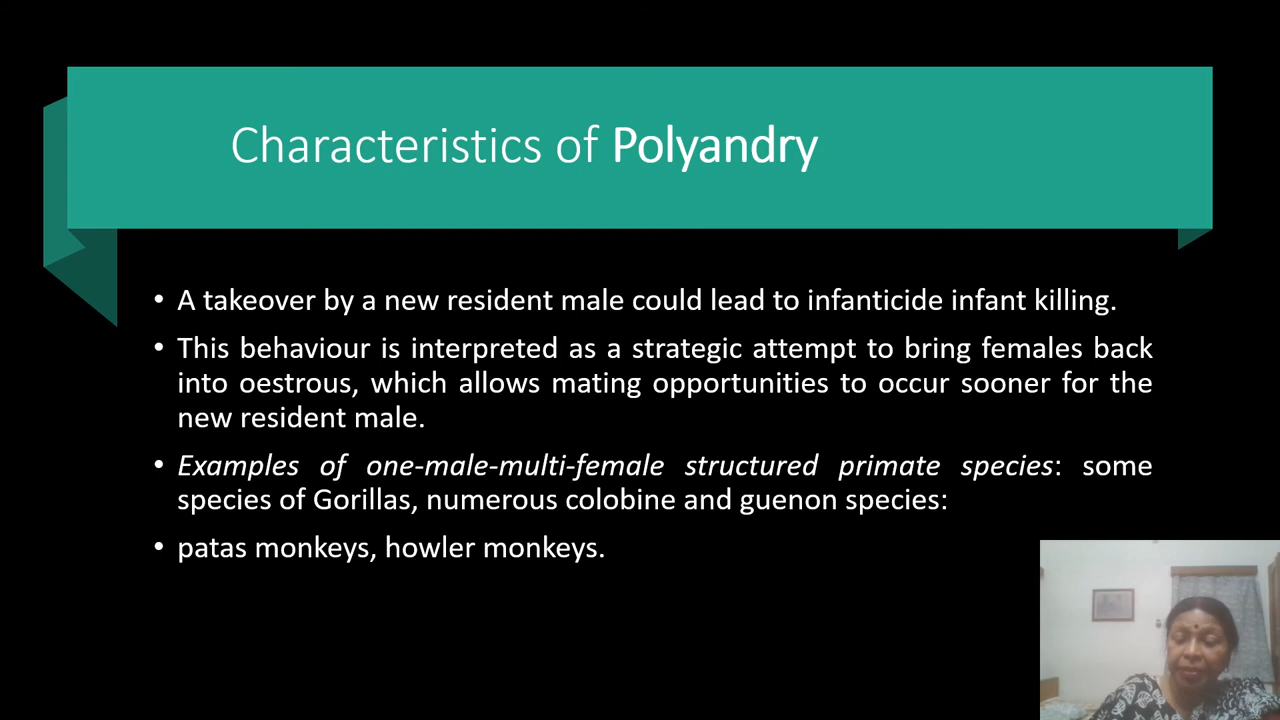 Characteristics of Polyandry
• A takeover by a new resident male could lead to infanticide infant killing.
• This behaviour is interpreted as a strategic attempt to bring females back
into oestrous, which allows mating opportunities to occur sooner for the
new resident male.
• Examples of one-male-multi-female structured primate species: some
species of Gorillas, numerous colobine and guenon species:
• patas monkeys, howler monkeys.